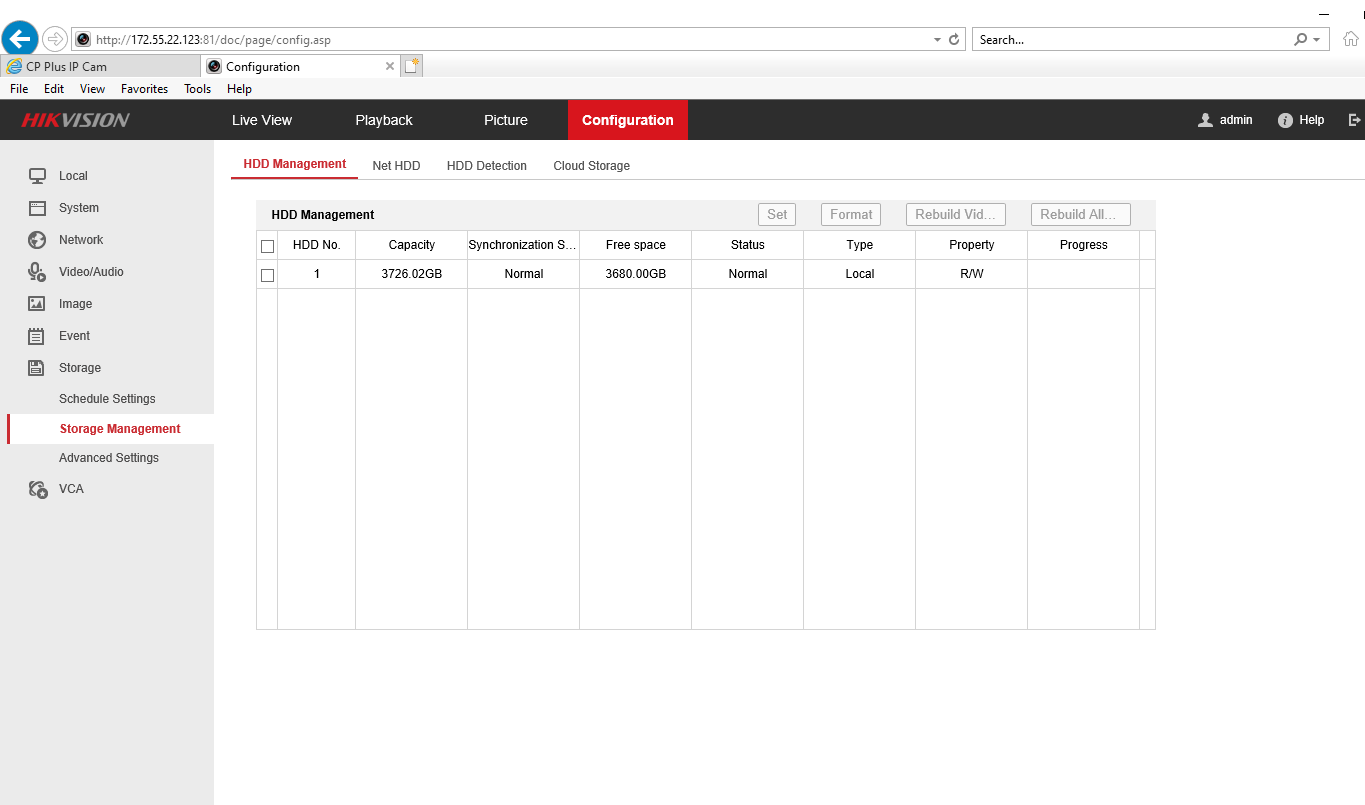 http://172.55.22.123:81/doc/page/config.asp
Search...
CP Plus IP Cam
Configuration
File Edit View Favorites Tools Help
HIKVISION Live View Playback Picture Configuration admin Help
HDD Management Net HDD HDD Detection Cloud Storage
Local
System
Network
Video/Audio
Image
Event
Storage
Schedule Settings
Storage Management
Advanced Settings
VCA
HDD Management Set Format Rebuild Vid... Rebuild All...
HDD No. Capacity Synchronization S... Free space Status Type Property Progress
1 3726.02GB Normal 3680.00GB Normal Local R/W